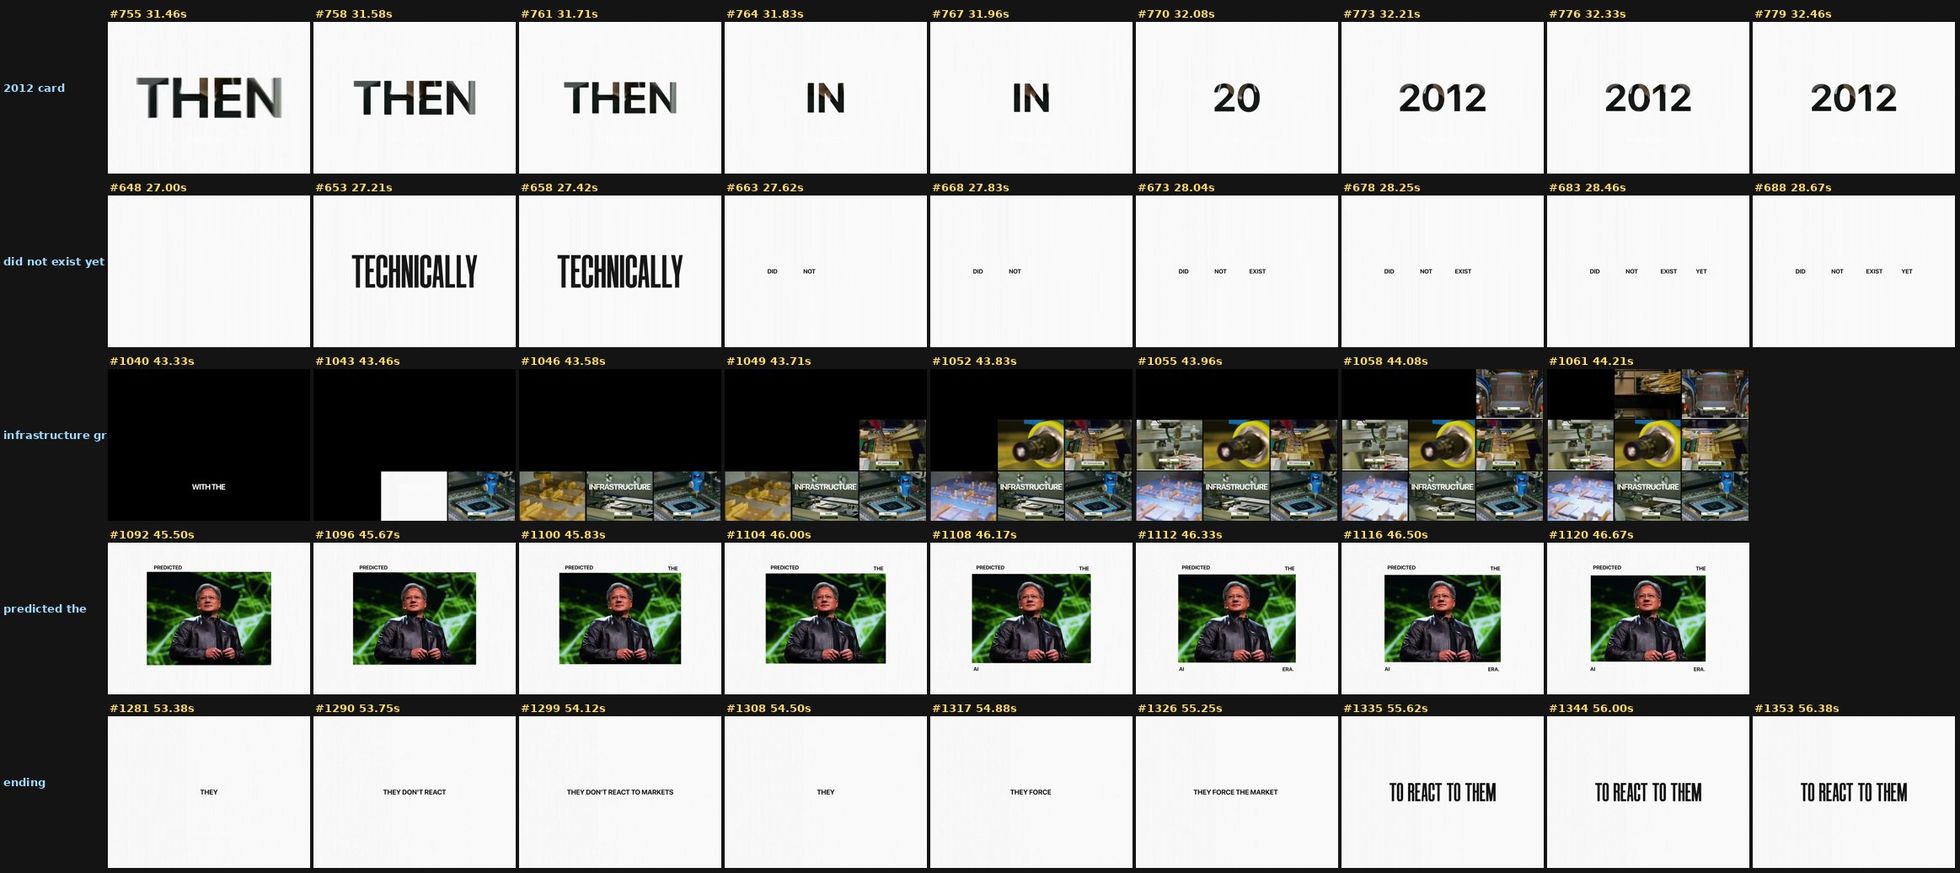 #755 31.46s #758 31.58s #761 31.71s #764 31.83s #767 31.96s #770 32.08s #773 32.21s #776 32.33s #779 32.46s
2012 card
THEN THEN THEN IN IN 20 2012 2012 2012
#648 27.00s #653 27.21s #658 27.42s #663 27.62s #668 27.83s #673 28.04s #678 28.25s #683 28.46s #688 28.67s
did not exist yet
TECHNICALLY TECHNICALLY DID NOT DID NOT DID NOT EXIST DID NOT EXIST DID NOT EXIST YET DID NOT EXIST YET
#1040 43.33s #1043 43.46s #1046 43.58s #1049 43.71s #1052 43.83s #1055 43.96s #1058 44.08s #1061 44.21s
infrastructure gr
WITH THE INFRASTRUCTURE INFRASTRUCTURE INFRASTRUCTURE INFRASTRUCTURE INFRASTRUCTURE INFRASTRUCTURE
#1092 45.50s #1096 45.67s #1100 45.83s #1104 46.00s #1108 46.17s #1112 46.33s #1116 46.50s #1120 46.67s
PREDICTED PREDICTED PREDICTED THE PREDICTED THE PREDICTED THE PREDICTED THE PREDICTED THE PREDICTED THE
predicted the
AI ERA. AI ERA. AI ERA. AI ERA.
#1281 53.38s #1290 53.75s #1299 54.12s #1308 54.50s #1317 54.88s #1326 55.25s #1335 55.62s #1344 56.00s #1353 56.38s
ending
THEY THEY DON'T REACT THEY DON'T REACT TO MARKETS THEY THEY FORCE THEY FORCE THE MARKET TO REACT TO THEM TO REACT TO THEM TO REACT TO THEM